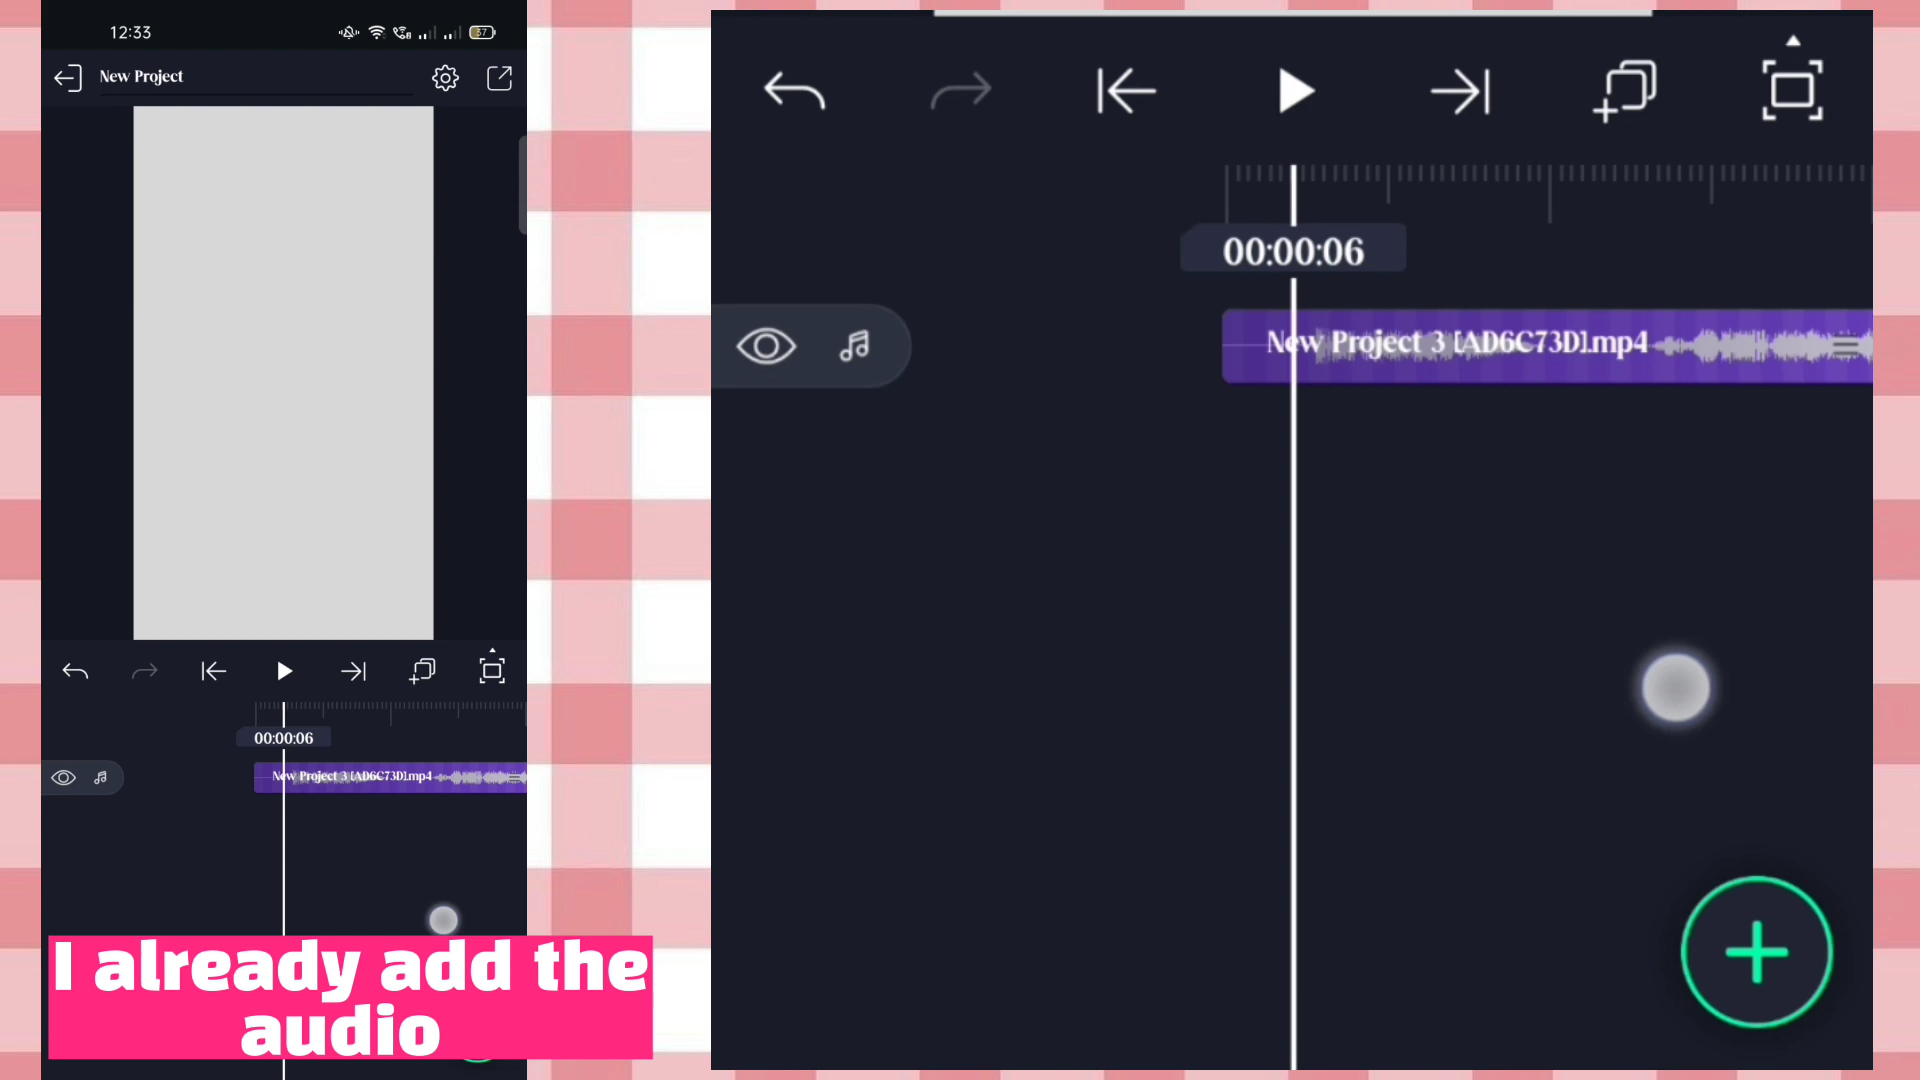 12:33
37
New Project
00:00:06
New Project 3 [AD6C73D].mp4
I already add the
audio
00:00:06
New Project 3 [AD6C73D].mp4